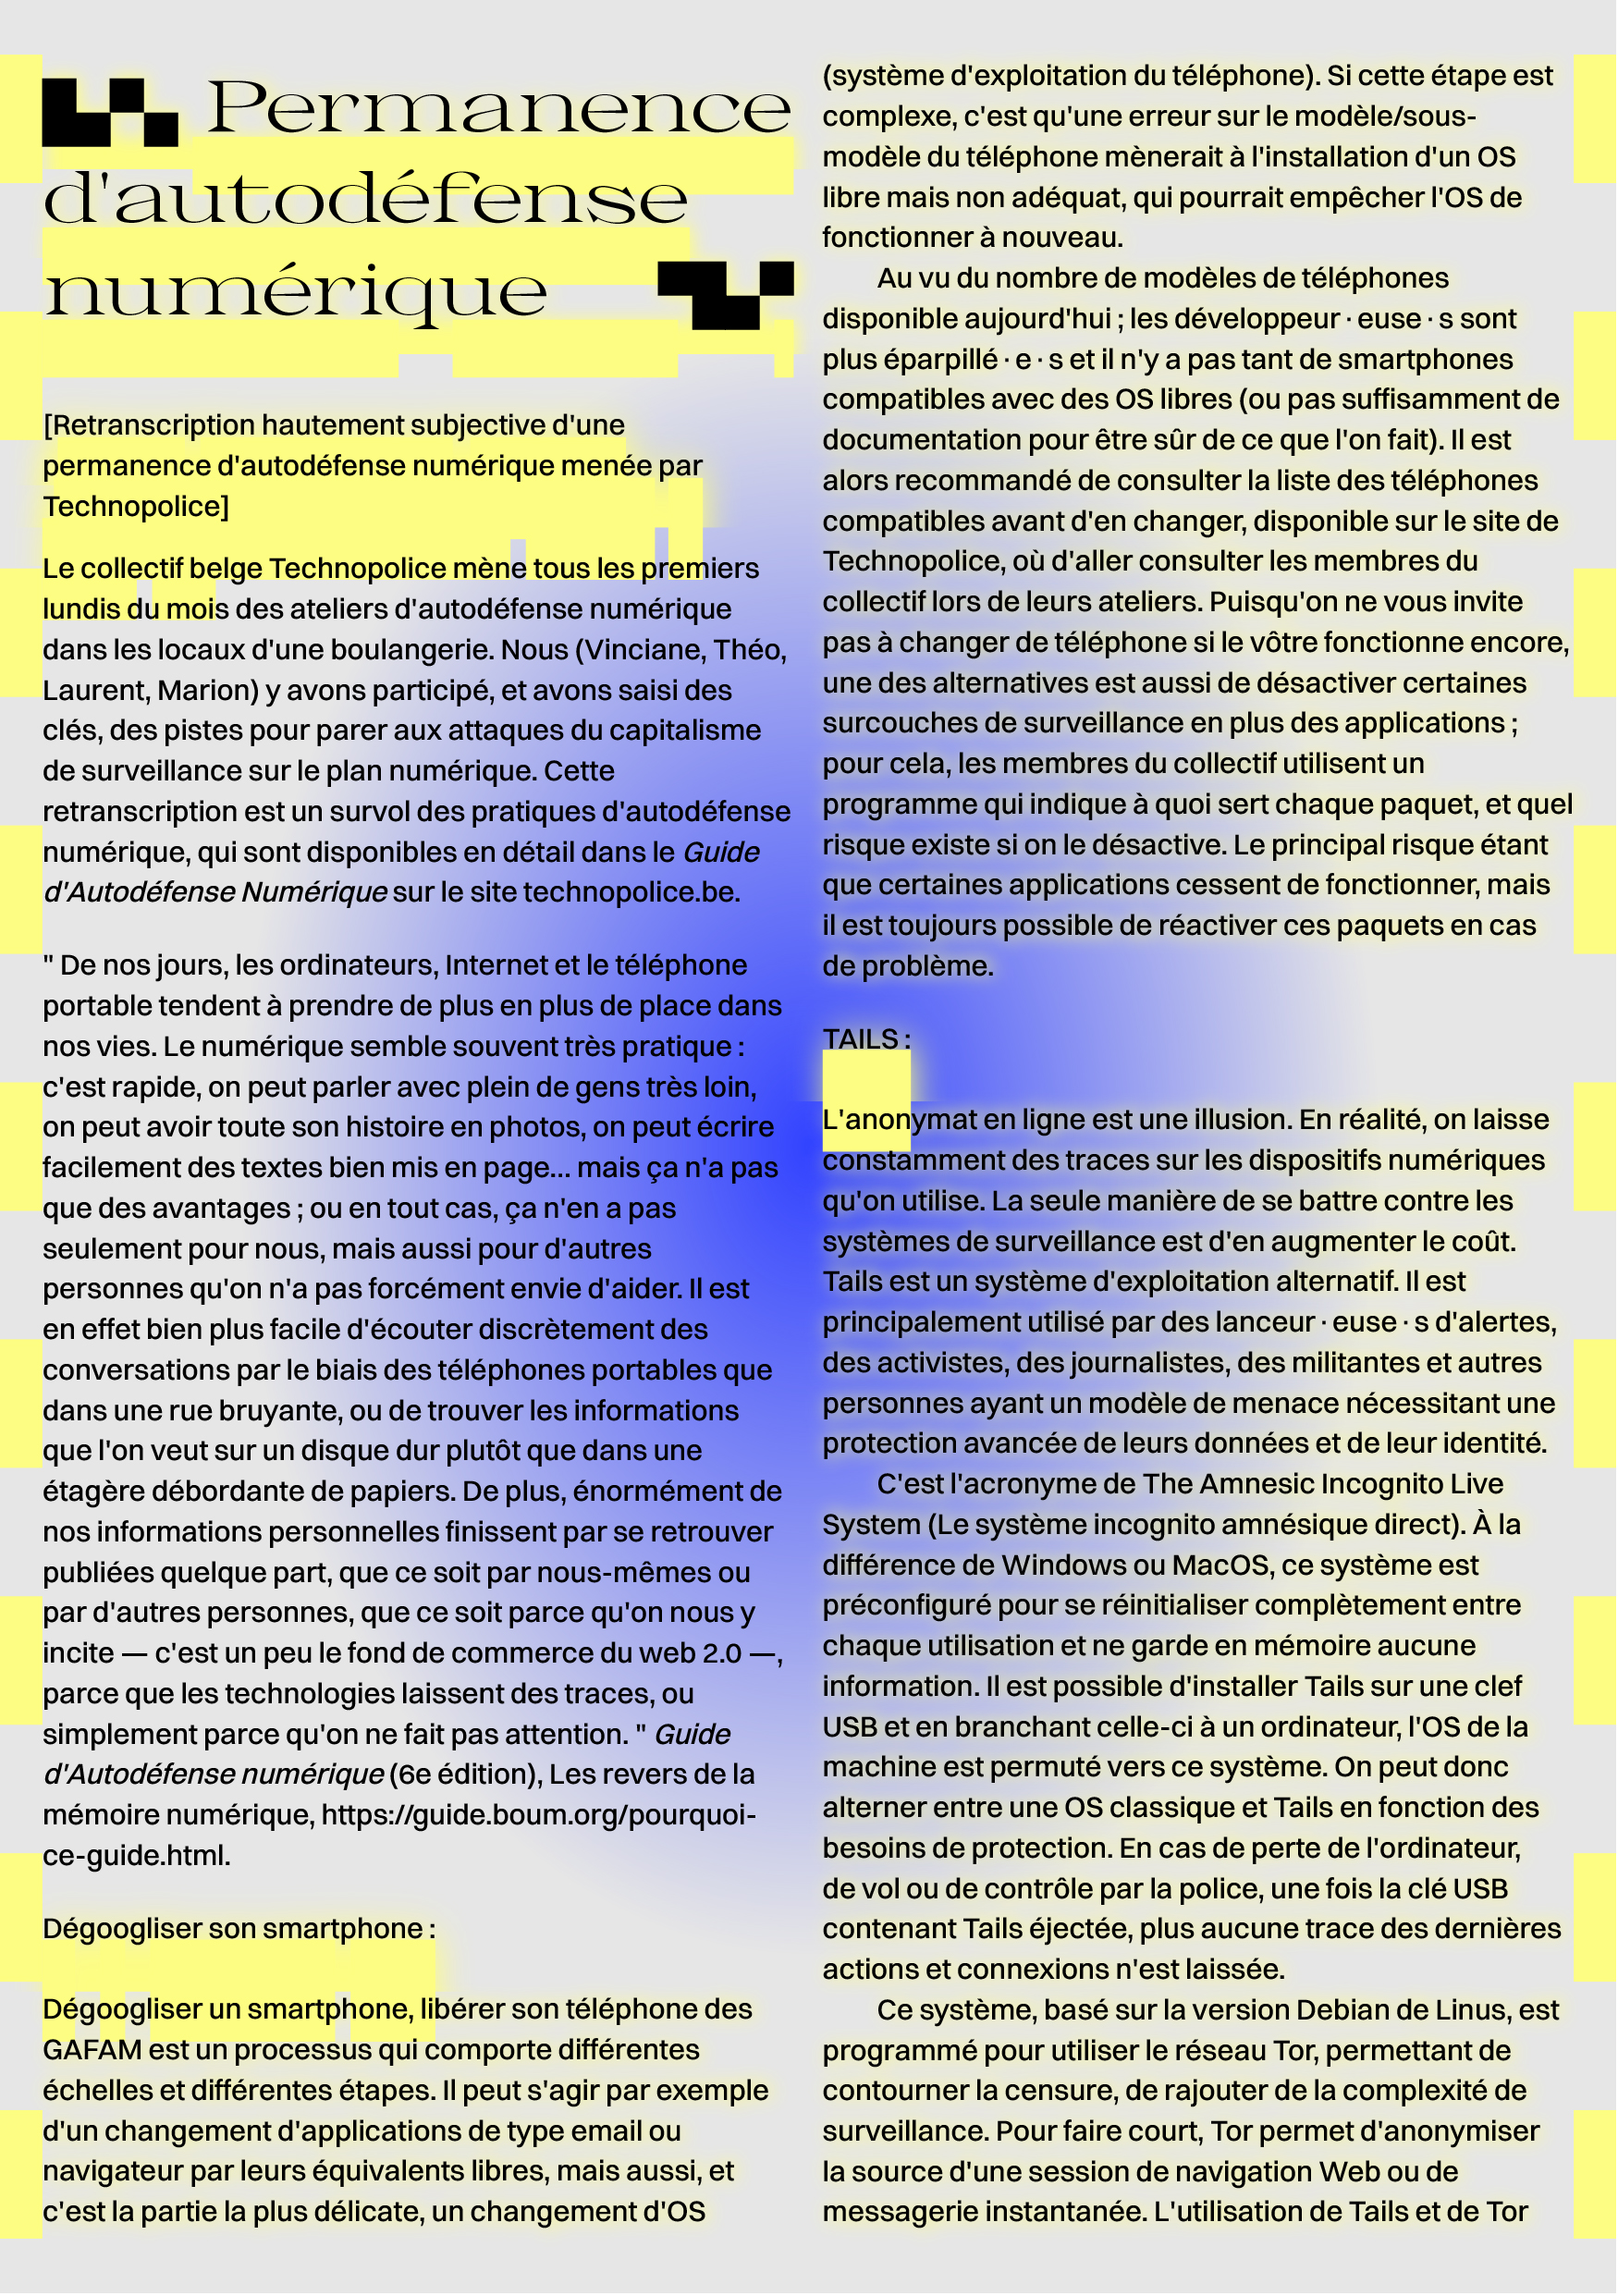 Permanence
d'autodéfense
numérique
[Retranscription hautement subjective d'une
permanence d'autodéfense numérique menée par
Technopolice]
Le collectif belge Technopolice mène tous les premiers
lundis du mois des ateliers d'autodéfense numérique
dans les locaux d'une boulangerie. Nous (Vinciane, Théo,
Laurent, Marion) y avons participé, et avons saisi des
clés, des pistes pour parer aux attaques du capitalisme
de surveillance sur le plan numérique. Cette
retranscription est un survol des pratiques d'autodéfense
numérique, qui sont disponibles en détail dans le Guide
d'Autodéfense Numérique sur le site technopolice.be.
" De nos jours, les ordinateurs, Internet et le téléphone
portable tendent à prendre de plus en plus de place dans
nos vies. Le numérique semble souvent très pratique :
c'est rapide, on peut parler avec plein de gens très loin,
on peut avoir toute son histoire en photos, on peut écrire
facilement des textes bien mis en page... mais ça n'a pas
que des avantages ; ou en tout cas, ça n'en a pas
seulement pour nous, mais aussi pour d'autres
personnes qu'on n'a pas forcément envie d'aider. Il est
en effet bien plus facile d'écouter discrètement des
conversations par le biais des téléphones portables que
dans une rue bruyante, ou de trouver les informations
que l'on veut sur un disque dur plutôt que dans une
étagère débordante de papiers. De plus, énormément de
nos informations personnelles finissent par se retrouver
publiées quelque part, que ce soit par nous-mêmes ou
par d'autres personnes, que ce soit parce qu'on nous y
incite — c'est un peu le fond de commerce du web 2.0 —,
parce que les technologies laissent des traces, ou
simplement parce qu'on ne fait pas attention. " Guide
d'Autodéfense numérique (6e édition), Les revers de la
mémoire numérique, https://guide.boum.org/pourquoi-
ce-guide.html.
Dégoogliser son smartphone :
Dégoogliser un smartphone, libérer son téléphone des
GAFAM est un processus qui comporte différentes
échelles et différentes étapes. Il peut s'agir par exemple
d'un changement d'applications de type email ou
navigateur par leurs équivalents libres, mais aussi, et
c'est la partie la plus délicate, un changement d'OS
(système d'exploitation du téléphone). Si cette étape est
complexe, c'est qu'une erreur sur le modèle/sous-
modèle du téléphone mènerait à l'installation d'un OS
libre mais non adéquat, qui pourrait empêcher l'OS de
fonctionner à nouveau.
Au vu du nombre de modèles de téléphones
disponible aujourd'hui ; les développeur · euse · s sont
plus éparpillé · e · s et il n'y a pas tant de smartphones
compatibles avec des OS libres (ou pas suffisamment de
documentation pour être sûr de ce que l'on fait). Il est
alors recommandé de consulter la liste des téléphones
compatibles avant d'en changer, disponible sur le site de
Technopolice, où d'aller consulter les membres du
collectif lors de leurs ateliers. Puisqu'on ne vous invite
pas à changer de téléphone si le vôtre fonctionne encore,
une des alternatives est aussi de désactiver certaines
surcouches de surveillance en plus des applications ;
pour cela, les membres du collectif utilisent un
programme qui indique à quoi sert chaque paquet, et quel
risque existe si on le désactive. Le principal risque étant
que certaines applications cessent de fonctionner, mais
il est toujours possible de réactiver ces paquets en cas
de problème.
TAILS :
L'anonymat en ligne est une illusion. En réalité, on laisse
constamment des traces sur les dispositifs numériques
qu'on utilise. La seule manière de se battre contre les
systèmes de surveillance est d'en augmenter le coût.
Tails est un système d'exploitation alternatif. Il est
principalement utilisé par des lanceur · euse · s d'alertes,
des activistes, des journalistes, des militantes et autres
personnes ayant un modèle de menace nécessitant une
protection avancée de leurs données et de leur identité.
C'est l'acronyme de The Amnesic Incognito Live
System (Le système incognito amnésique direct). À la
différence de Windows ou MacOS, ce système est
préconfiguré pour se réinitialiser complètement entre
chaque utilisation et ne garde en mémoire aucune
information. Il est possible d'installer Tails sur une clef
USB et en branchant celle-ci à un ordinateur, l'OS de la
machine est permuté vers ce système. On peut donc
alterner entre une OS classique et Tails en fonction des
besoins de protection. En cas de perte de l'ordinateur,
de vol ou de contrôle par la police, une fois la clé USB
contenant Tails éjectée, plus aucune trace des dernières
actions et connexions n'est laissée.
Ce système, basé sur la version Debian de Linus, est
programmé pour utiliser le réseau Tor, permettant de
contourner la censure, de rajouter de la complexité de
surveillance. Pour faire court, Tor permet d'anonymiser
la source d'une session de navigation Web ou de
messagerie instantanée. L'utilisation de Tails et de Tor